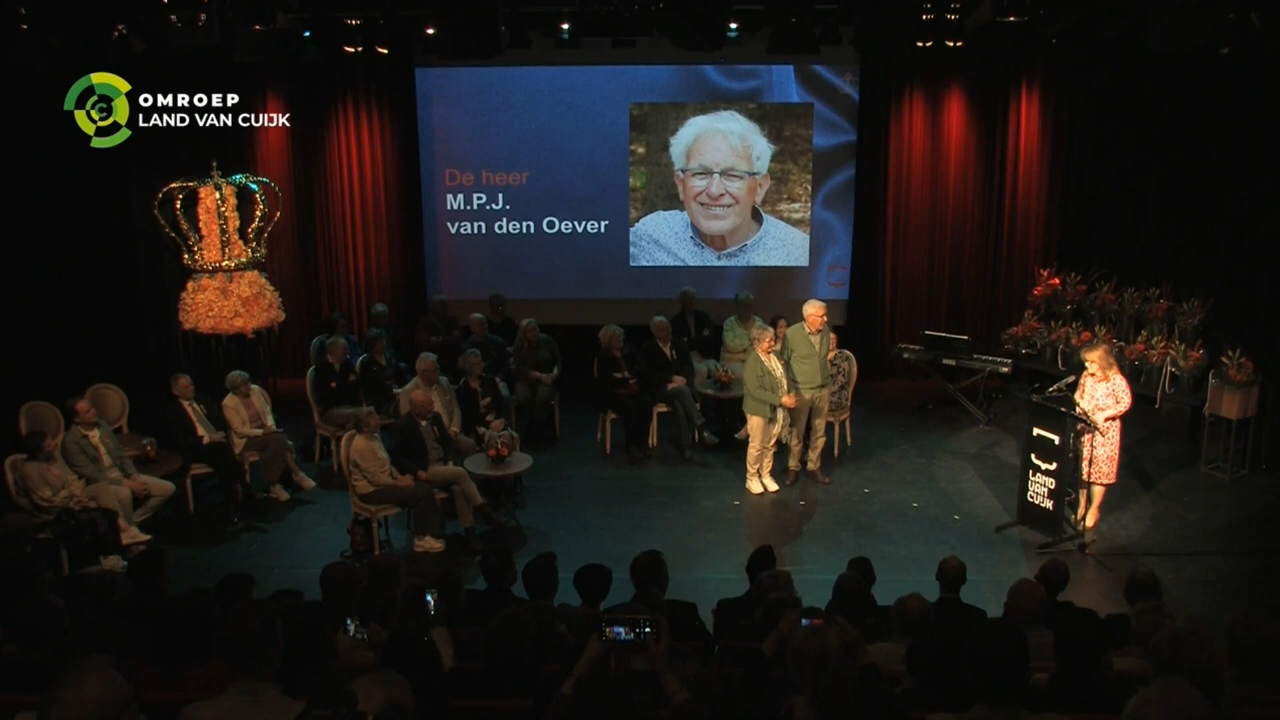 OMROEP
LAND VAN CUIJK
De heer
M.P.J.
van den Oever
LAND
VAN
CUIJK